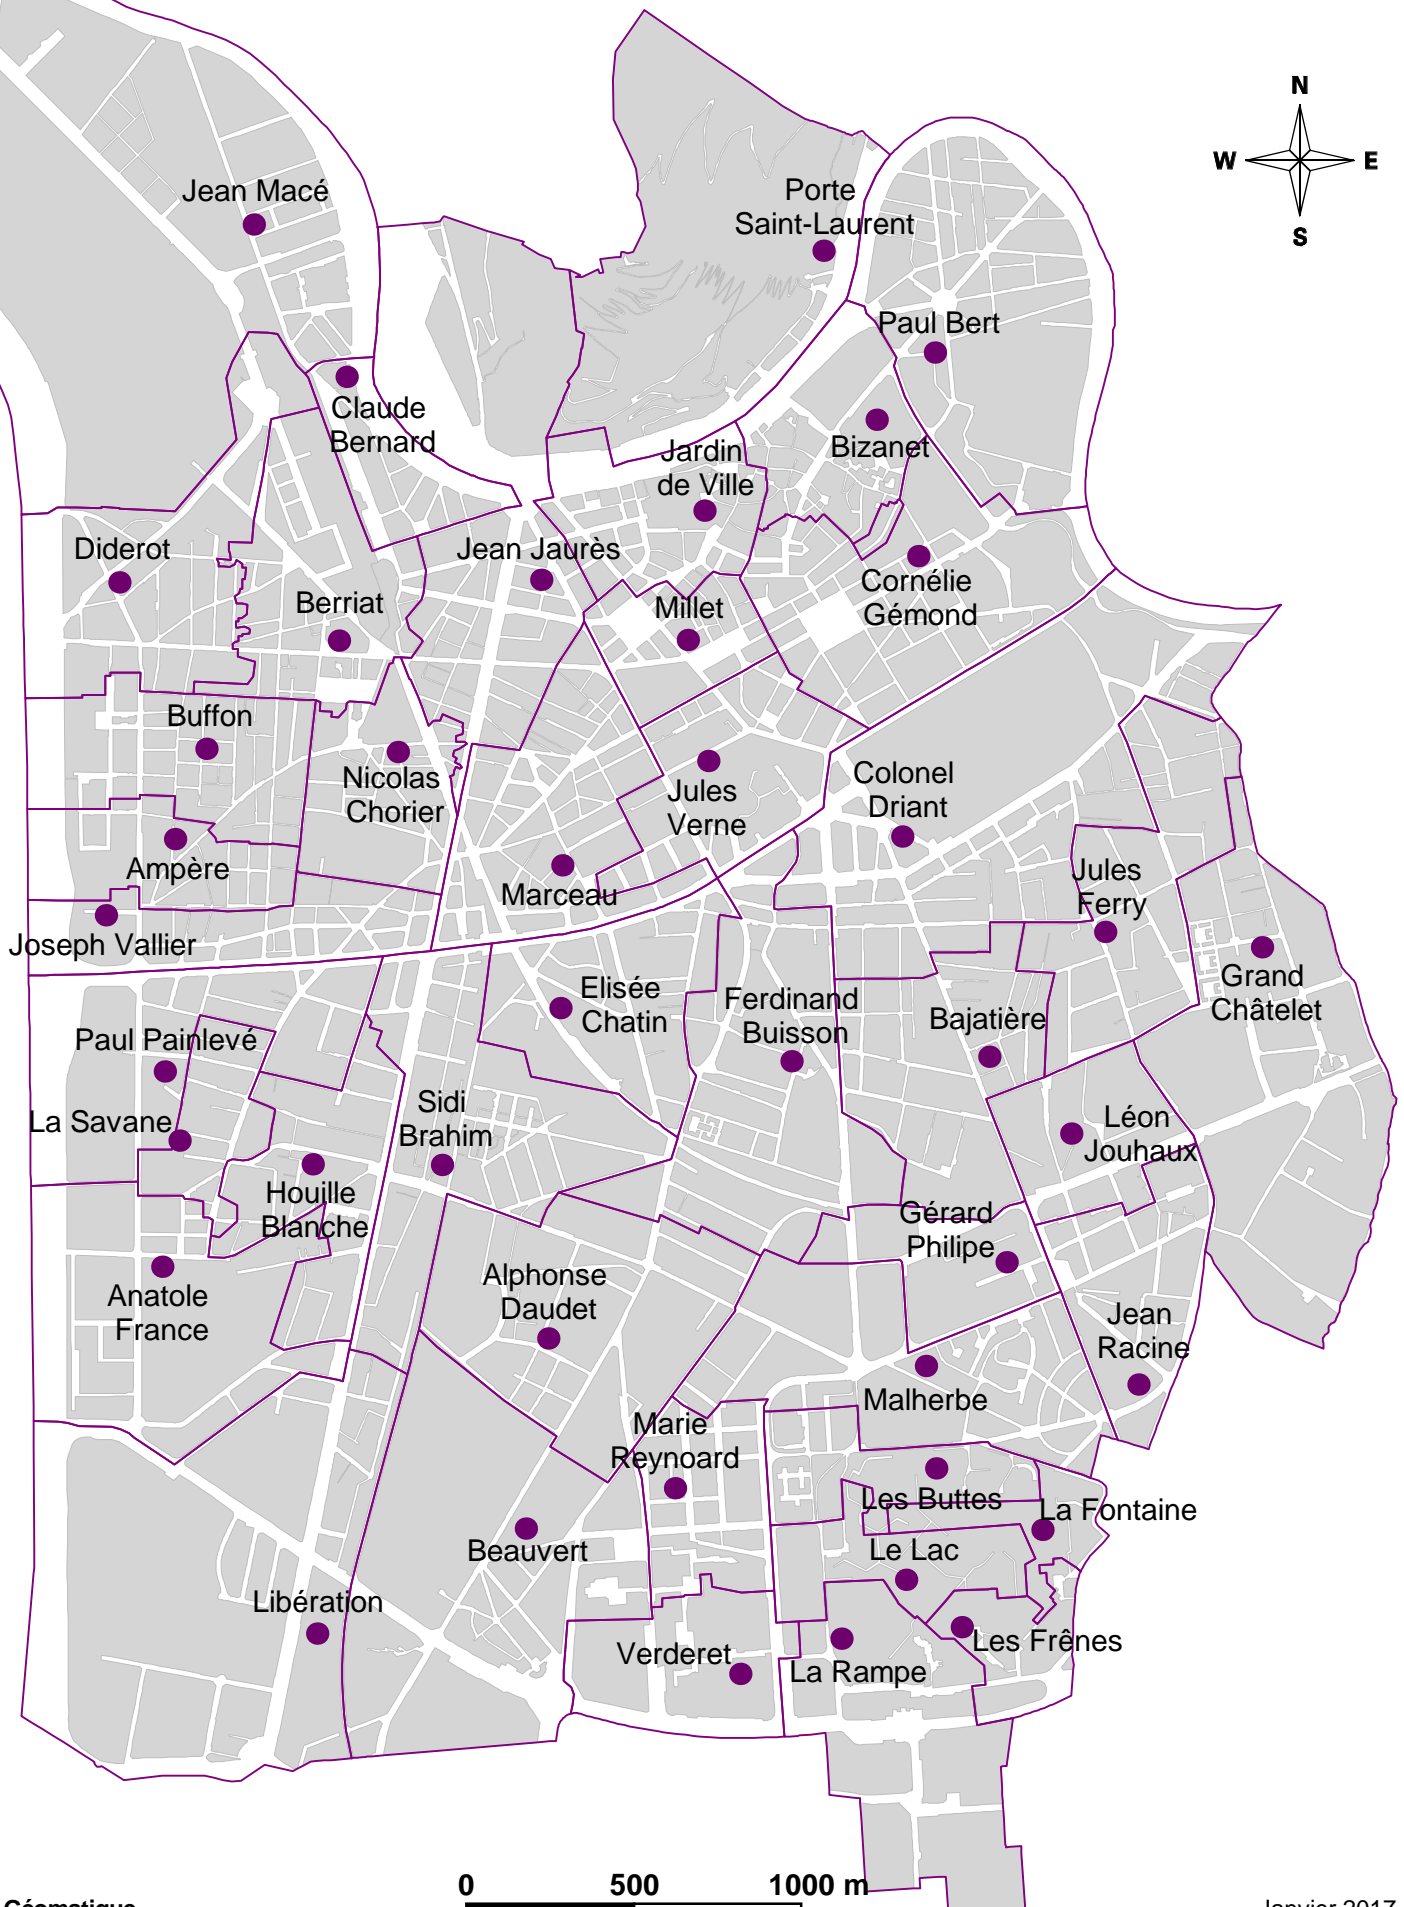 N
W
E
S
Jean Macé
Porte
Saint-Laurent
Paul Bert
Claude
Bernard
Bizanet
Jardin
de Ville
Diderot
Jean Jaurès
Cornélie
Gémond
Berriat
Millet
Buffon
Nicolas
Chorier
Jules
Verne
Colonel
Driant
Ampère
Marceau
Jules
Ferry
Joseph Vallier
Elisée
Chatin
Ferdinand
Buisson
Bajatière
Grand
Châtelet
Paul Painlevé
La Savane
Sidi
Brahim
Léon
Jouhaux
Houille
Blanche
Gérard
Philipe
Anatole
France
Alphonse
Daudet
Jean
Racine
Malherbe
Marie
Reynoard
Les Buttes
La Fontaine
Beauvert
Le Lac
Libération
Verderet
La Rampe
Les Frênes
0 500 1000 m